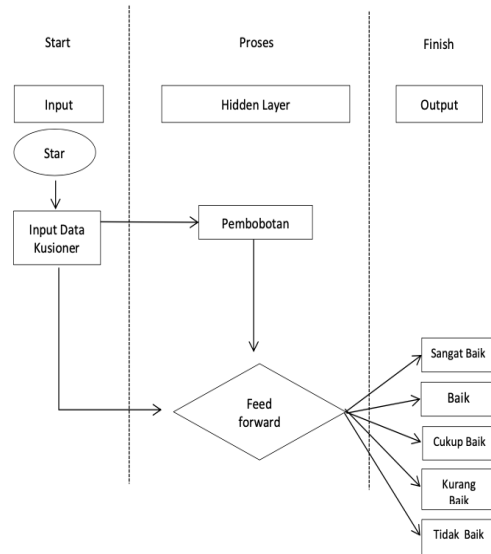 Start
Proses
Finish
Input
Hidden Layer
Output
Star
Input Data
Kusioner
Pembobotan
Feed
forward
Sangat Baik
Baik
Cukup Baik
Kurang
Baik
Tidak Baik